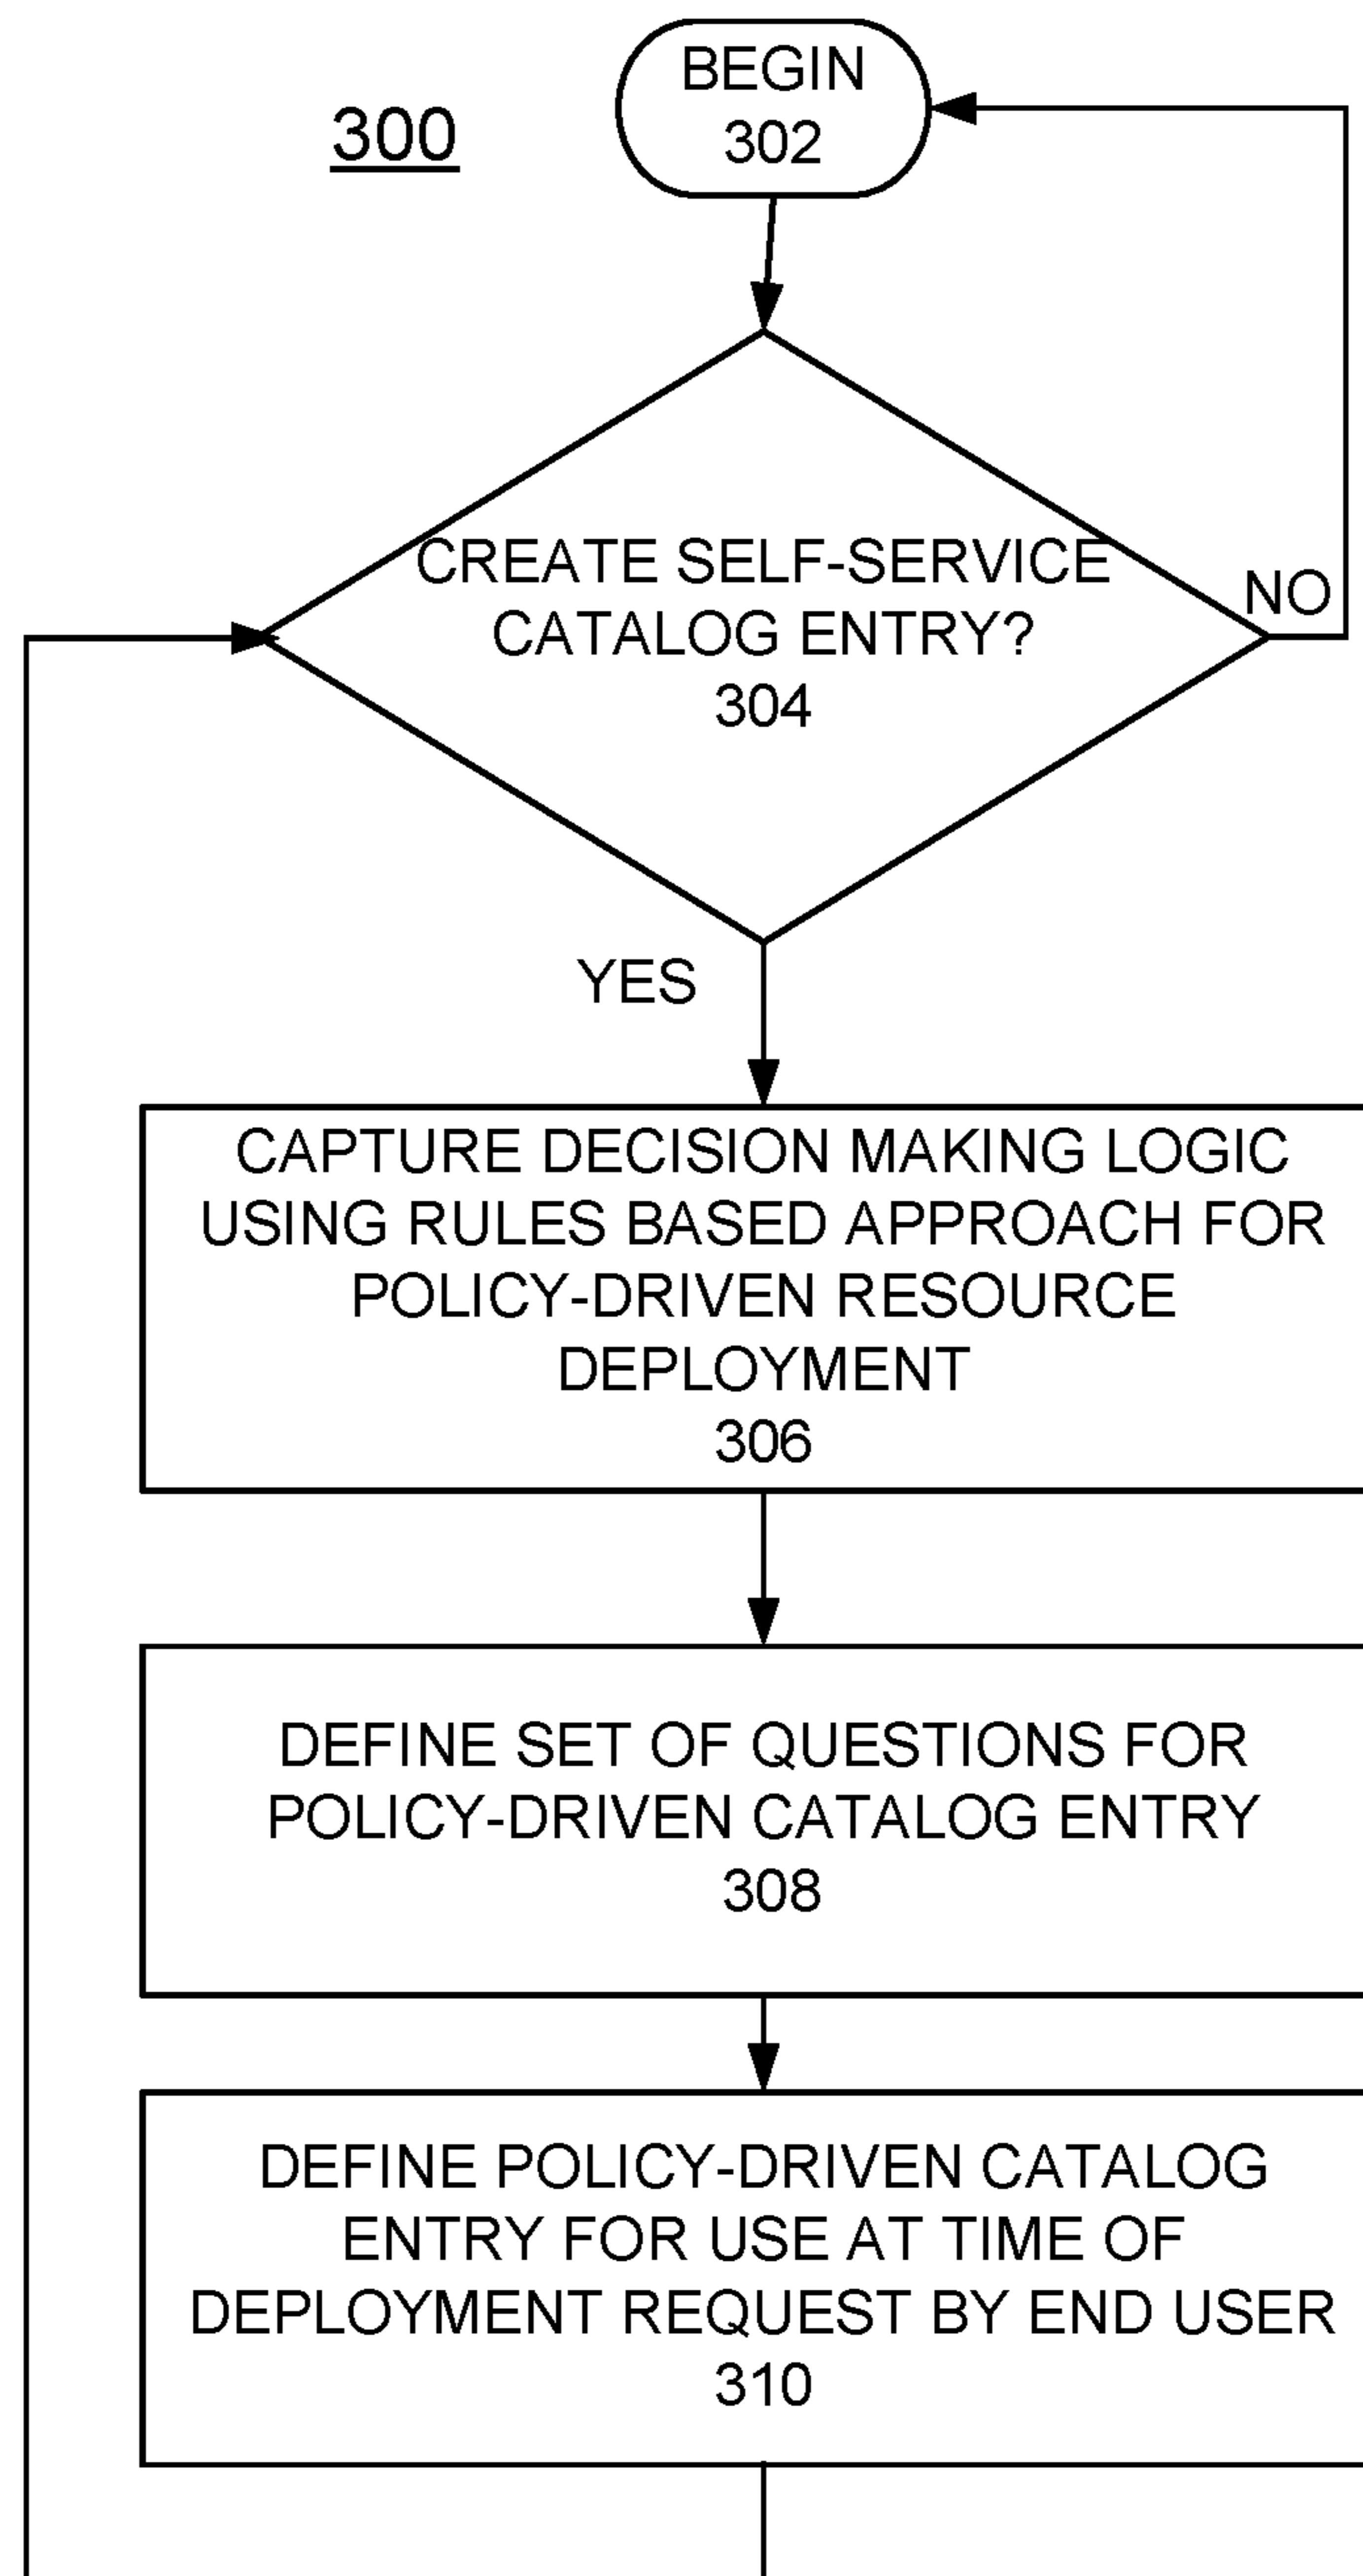 300
BEGIN
302
CREATE SELF-SERVICE
CATALOG ENTRY?
304
NO
YES
CAPTURE DECISION MAKING LOGIC
USING RULES BASED APPROACH FOR
POLICY-DRIVEN RESOURCE
DEPLOYMENT
306
DEFINE SET OF QUESTIONS FOR
POLICY-DRIVEN CATALOG ENTRY
308
DEFINE POLICY-DRIVEN CATALOG
ENTRY FOR USE AT TIME OF
DEPLOYMENT REQUEST BY END USER
310